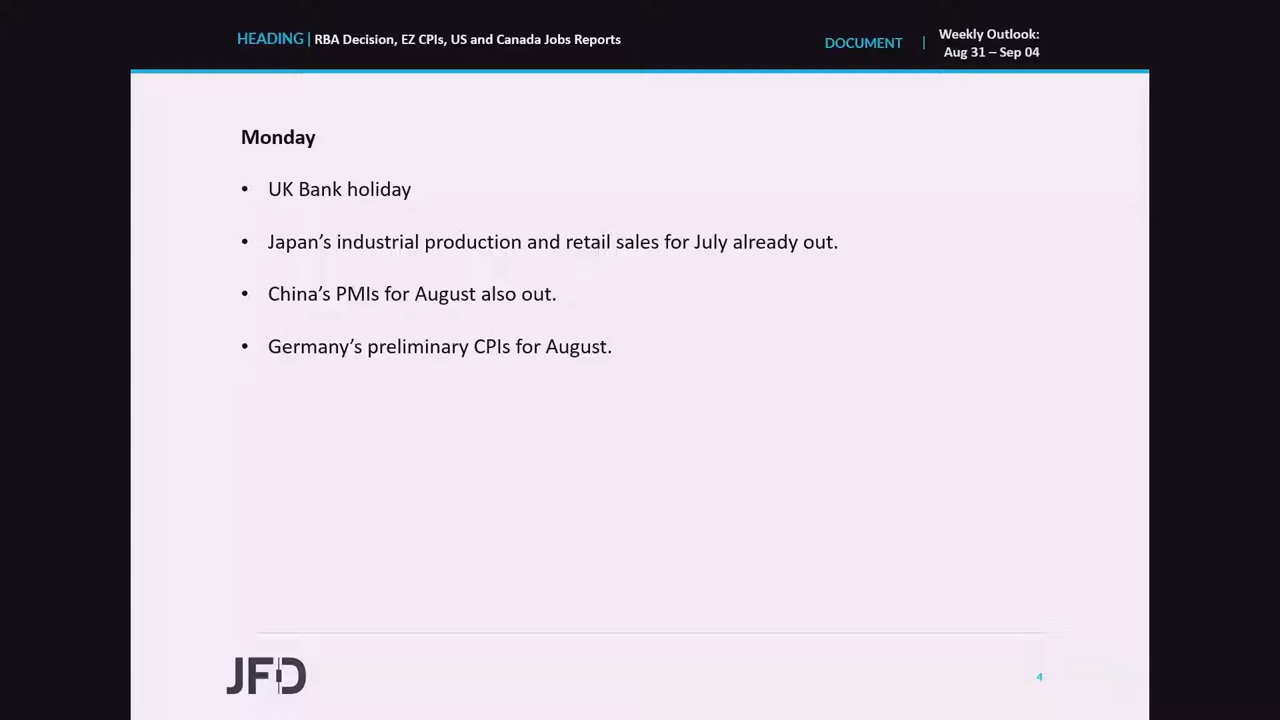 HEADING | RBA Decision, EZ CPIs, US and Canada Jobs Reports
DOCUMENT | Weekly Outlook:
Aug 31 – Sep 04
Monday
• UK Bank holiday
• Japan’s industrial production and retail sales for July already out.
• China’s PMIs for August also out.
• Germany’s preliminary CPIs for August.
JFD
4